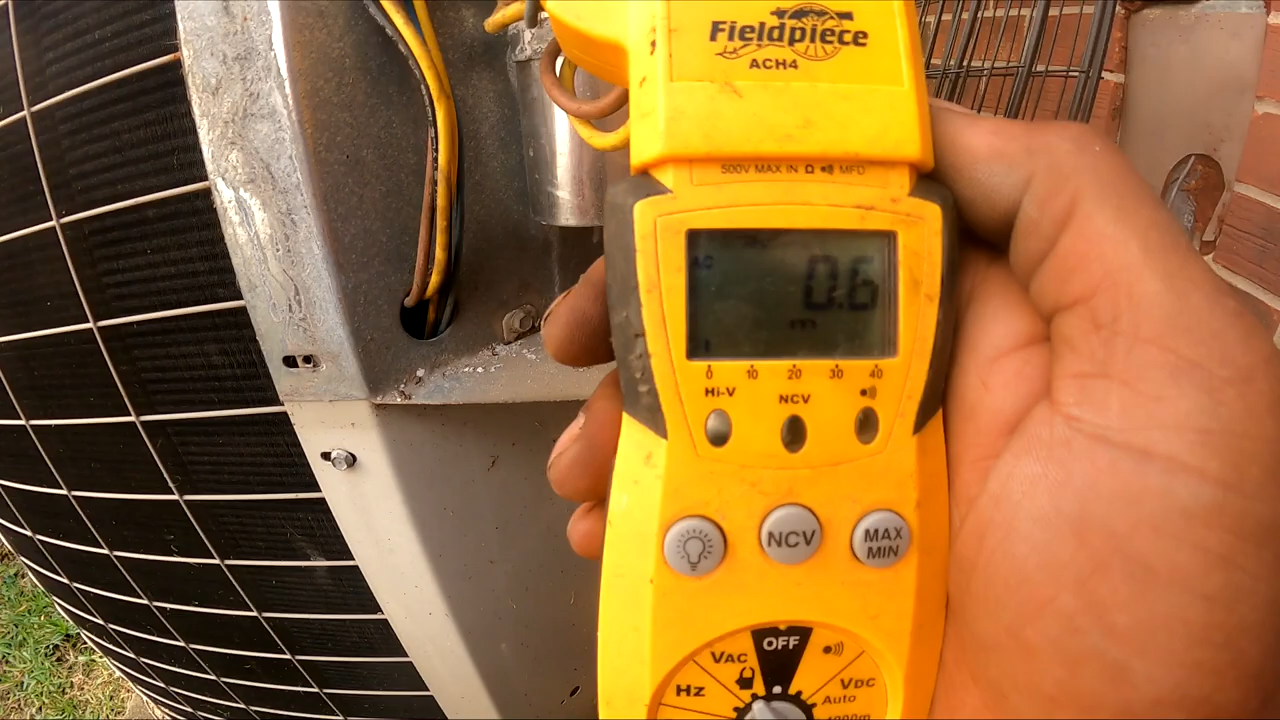 Fieldpiece
ACH4
500V MAX IN Ω MFD
AC
0.6
m
0 10 20 30 40
Hi-V NCV
NCV
MAX
MIN
OFF
VAC
Hz
VDC
Auto